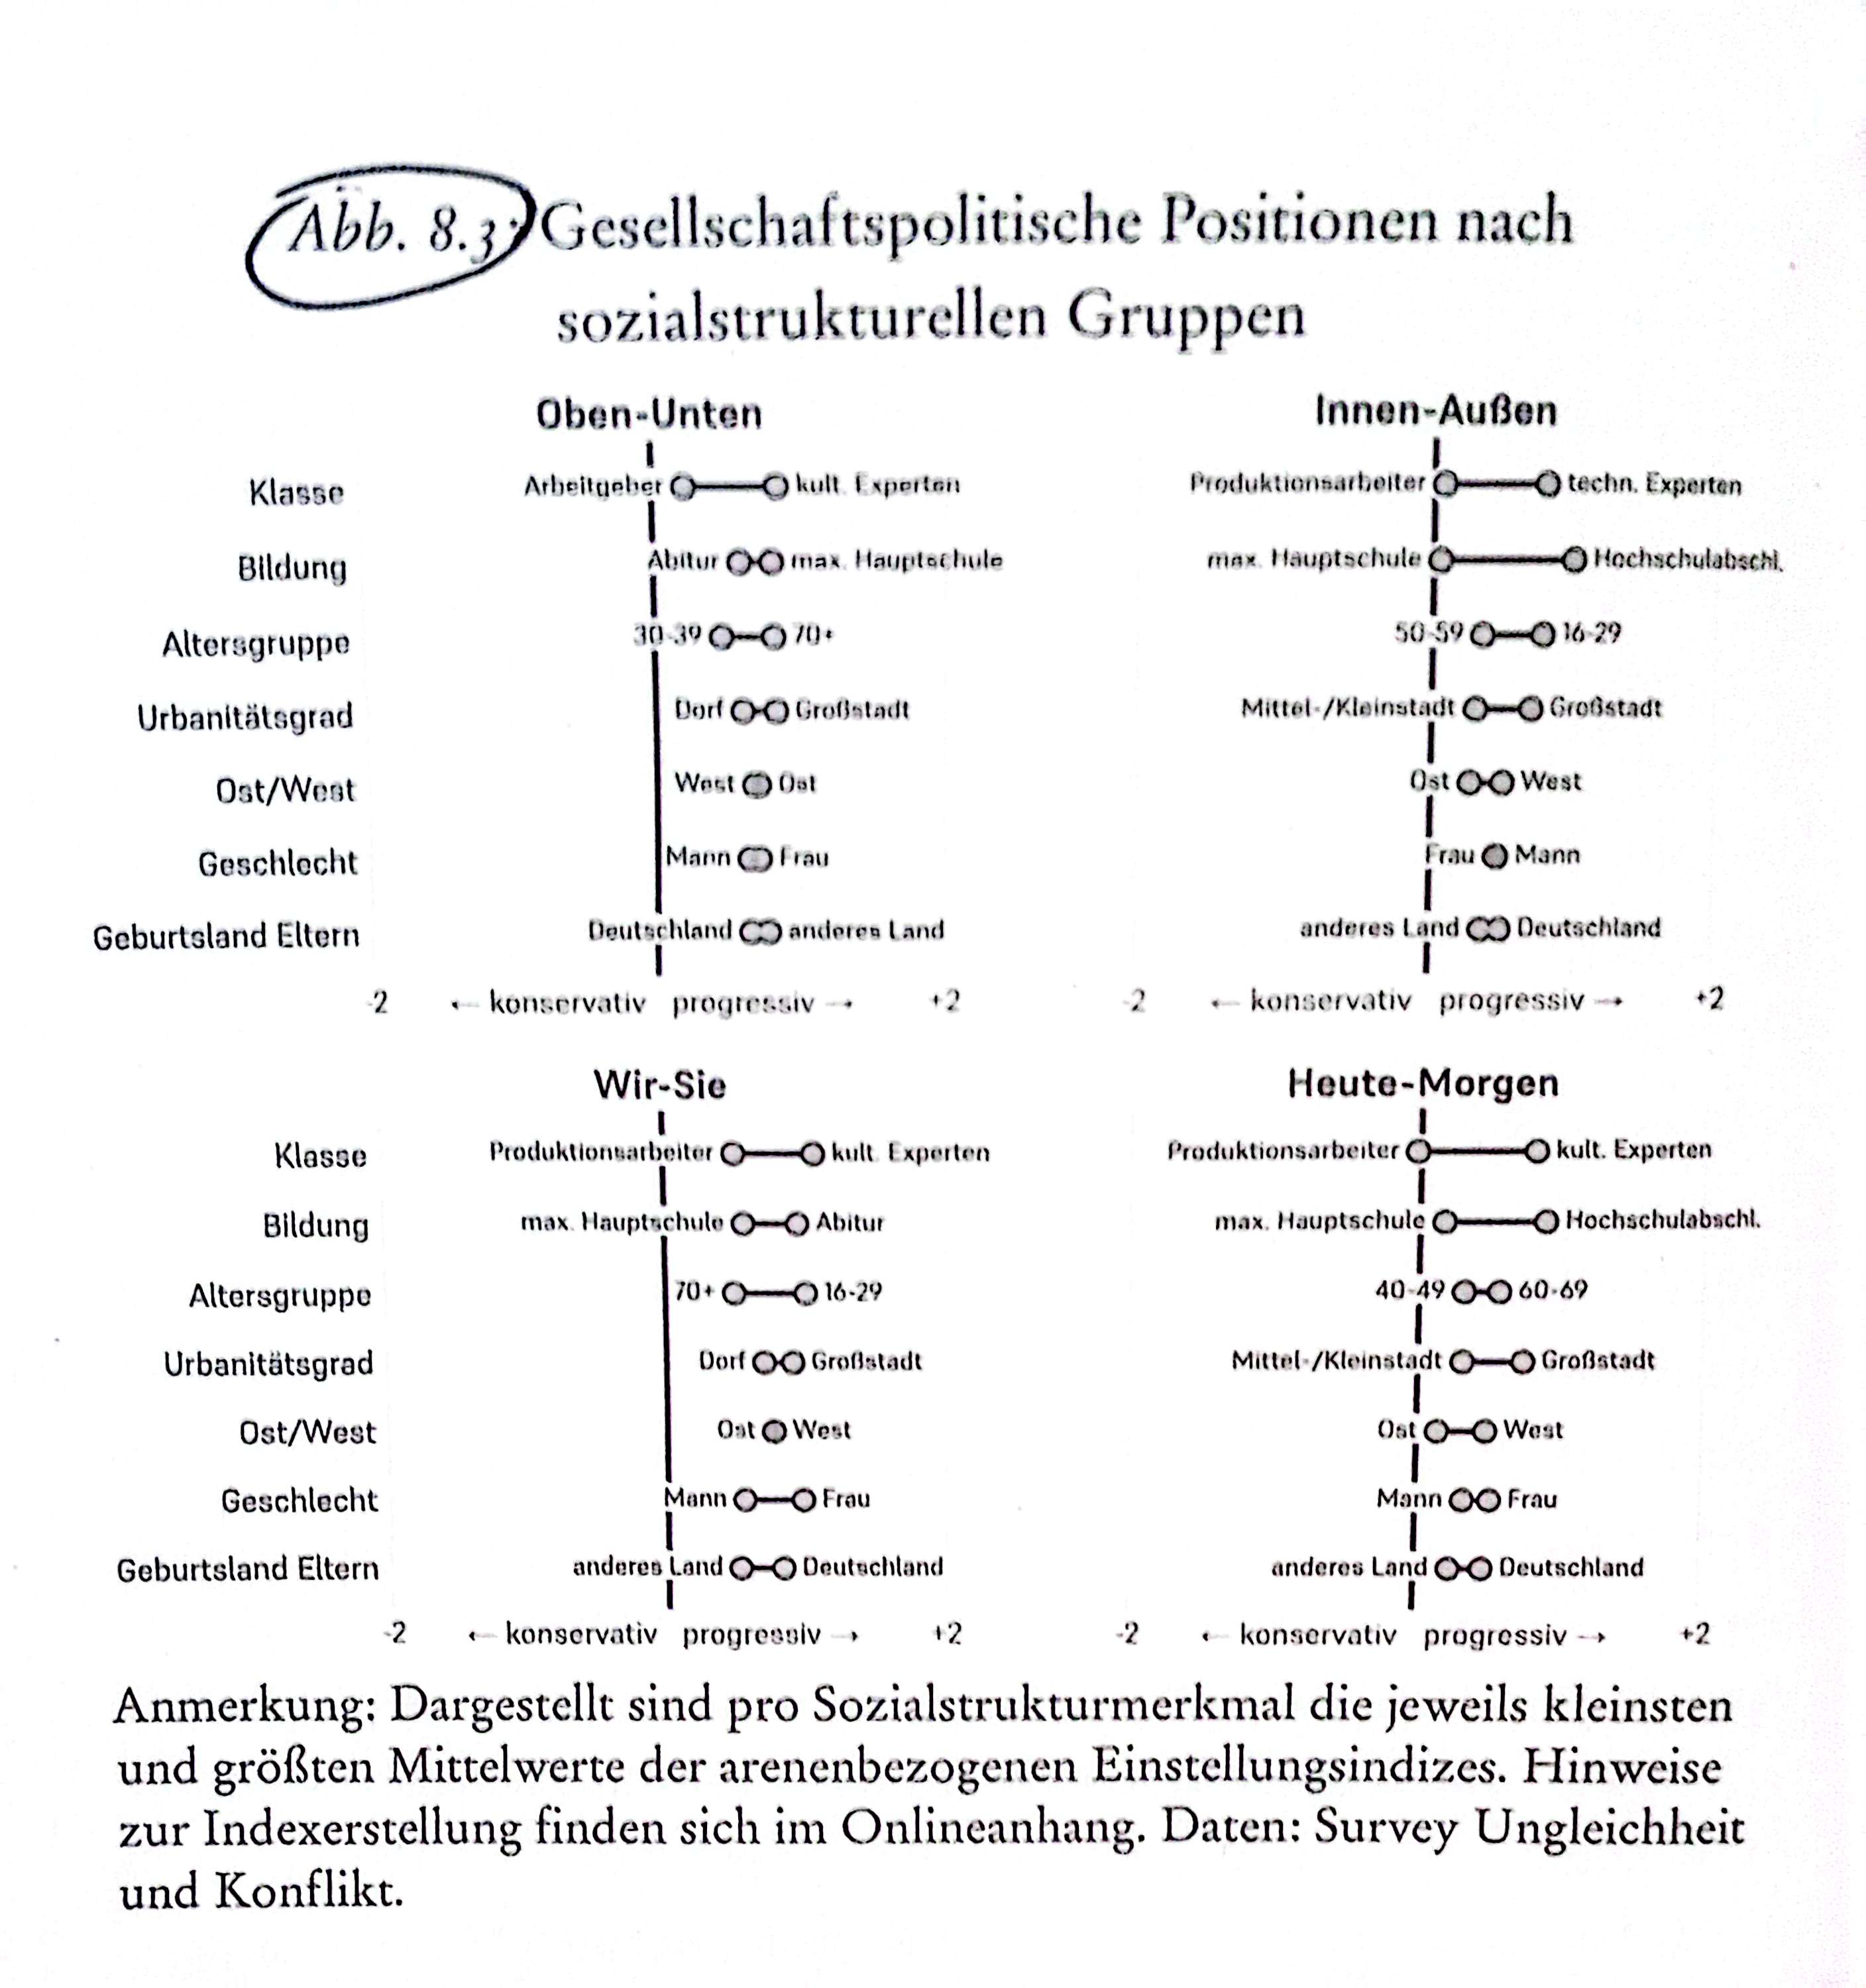 Abb. 8.3: Gesellschaftspolitische Positionen nach
sozialstrukturellen Gruppen
Oben-Unten
Klasse Arbeitgeber kult. Experten
Bildung Abitur max. Hauptschule
Altersgruppe 30-39 70+
Urbanitätsgrad Dorf Großstadt
Ost/West West Ost
Geschlecht Mann Frau
Geburtsland Eltern Deutschland anderes Land
-2 ← konservativ progressiv → +2
Innen-Außen
Produktionsarbeiter techn. Experten
max. Hauptschule Hochschulabschl.
50-59 16-29
Mittel-/Kleinstadt Großstadt
Ost West
Frau Mann
anderes Land Deutschland
-2 ← konservativ progressiv → +2
Wir-Sie
Klasse Produktionsarbeiter kult. Experten
Bildung max. Hauptschule Abitur
Altersgruppe 70+ 16-29
Urbanitätsgrad Dorf Großstadt
Ost/West Ost West
Geschlecht Mann Frau
Geburtsland Eltern anderes Land Deutschland
-2 ← konservativ progressiv → +2
Heute-Morgen
Produktionsarbeiter kult. Experten
max. Hauptschule Hochschulabschl.
40-49 60-69
Mittel-/Kleinstadt Großstadt
Ost West
Mann Frau
anderes Land Deutschland
-2 ← konservativ progressiv → +2
Anmerkung: Dargestellt sind pro Sozialstrukturmerkmal die jeweils kleinsten
und größten Mittelwerte der arenenbezogenen Einstellungsindizes. Hinweise
zur Indexerstellung finden sich im Onlineanhang. Daten: Survey Ungleichheit
und Konflikt.